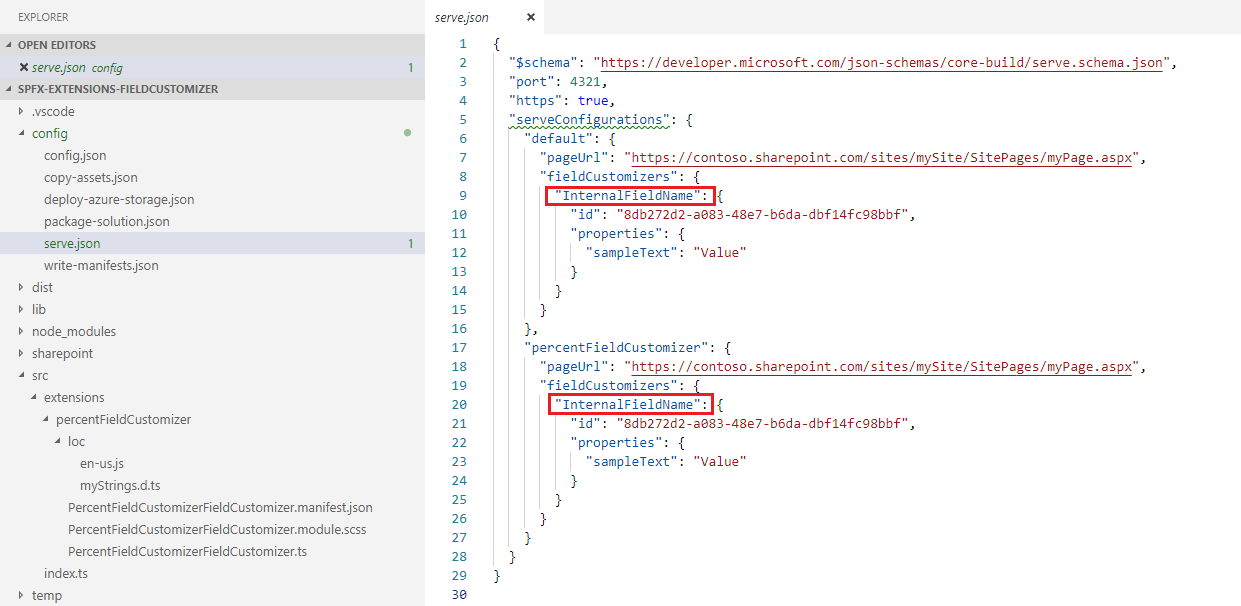 EXPLORER
OPEN EDITORS
serve.json config 1
SPFX-EXTENSIONS-FIELDCUSTOMIZER
.vscode
config
config.json
copy-assets.json
deploy-azure-storage.json
package-solution.json
serve.json 1
write-manifests.json
dist
lib
node_modules
sharepoint
src
extensions
percentFieldCustomizer
loc
en-us.js
myStrings.d.ts
PercentFieldCustomizerFieldCustomizer.manifest.json
PercentFieldCustomizerFieldCustomizer.module.scss
PercentFieldCustomizerFieldCustomizer.ts
index.ts
temp
serve.json
1 {
2 "$schema": "https://developer.microsoft.com/json-schemas/core-build/serve.schema.json",
3 "port": 4321,
4 "https": true,
5 "serveConfigurations": {
6 "default": {
7 "pageUrl": "https://contoso.sharepoint.com/sites/mySite/SitePages/myPage.aspx",
8 "fieldCustomizers": {
9 "InternalFieldName": {
10 "id": "8db272d2-a083-48e7-b6da-dbf14fc98bbf",
11 "properties": {
12 "sampleText": "Value"
13 }
14 }
15 }
16 },
17 "percentFieldCustomizer": {
18 "pageUrl": "https://contoso.sharepoint.com/sites/mySite/SitePages/myPage.aspx",
19 "fieldCustomizers": {
20 "InternalFieldName": {
21 "id": "8db272d2-a083-48e7-b6da-dbf14fc98bbf",
22 "properties": {
23 "sampleText": "Value"
24 }
25 }
26 }
27 }
28 }
29 }
30